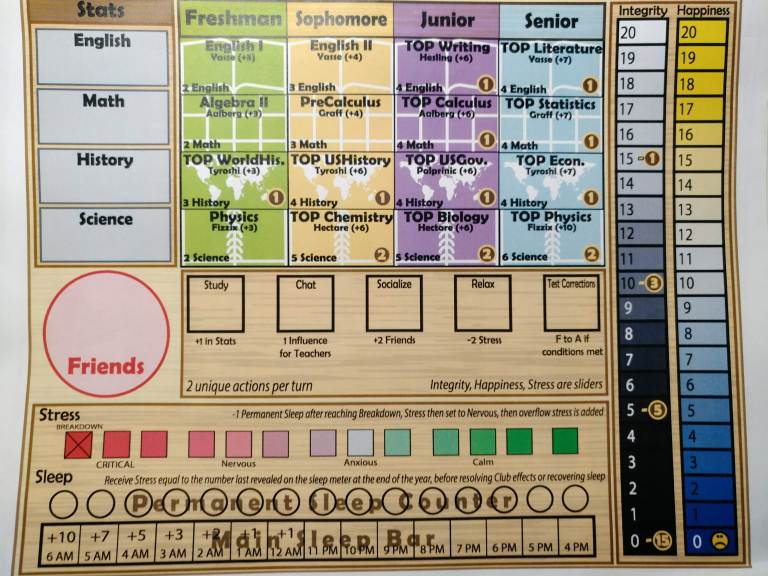 Stats
Freshman Sophomore Junior Senior
English
English I
Yasse (+3)
2 English
English II
Yasse (+4)
3 English
TOP Writing
Hesling (+6)
4 English 1
TOP Literature
Yasse (+7)
4 English 1
Math
Algebra II
Aalberg (+3)
2 Math
PreCalculus
Graff (+4)
3 Math
TOP Calculus
Aalberg (+6)
4 Math 1
TOP Statistics
Graff (+7)
4 Math 1
History
TOP WorldHis.
Tyroshi (+3)
3 History 1
TOP USHistory
Tyroshi (+6)
4 History 1
TOP USGov.
Palprinic (+6)
4 History 1
TOP Econ.
Tyroshi (+7)
4 History 1
Science
Physics
Fizzix (+3)
2 Science
TOP Chemistry
Hectare (+6)
5 Science 2
TOP Biology
Hectare (+6)
5 Science 2
TOP Physics
Fizzix (+10)
6 Science 2
Friends
Study
+1 in Stats
Chat
1 Influence
for Teachers
Socialize
+2 Friends
Relax
-2 Stress
Test Corrections
F to A if
conditions met
2 unique actions per turn
Integrity, Happiness, Stress are sliders
Stress
-1 Permanent Sleep after reaching Breakdown, Stress then set to Nervous, then overflow stress is added
BREAKDOWN
CRITICAL Nervous Anxious Calm
Sleep
Receive Stress equal to the number last revealed on the sleep meter at the end of the year, before resolving Club effects or recovering sleep
Permanent Sleep Counter
Main Sleep Bar
+10 +7 +5 +3 +2 +1 +1
6 AM 5 AM 4 AM 3 AM 2 AM 1 AM 12 AM 11 PM 10 PM 9 PM 8 PM 7 PM 6 PM 5 PM 4 PM
Integrity Happiness
20 20
19 19
18 18
17 17
16 16
15 - 1 15
14 14
13 13
12 12
11 11
10 - 3 10
9 9
8 8
7 7
6 6
5 - 5 5
4 4
3 3
2 2
1 1
0 - 15 0